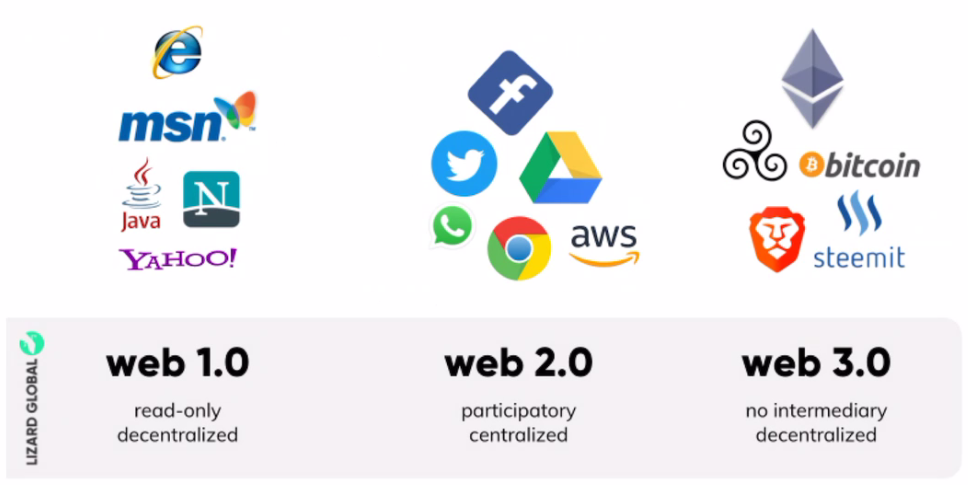 msn
Java
N
YAHOO!
f
aws
bitcoin
steemit
LIZARD GLOBAL
web 1.0
read-only
decentralized
web 2.0
participatory
centralized
web 3.0
no intermediary
decentralized